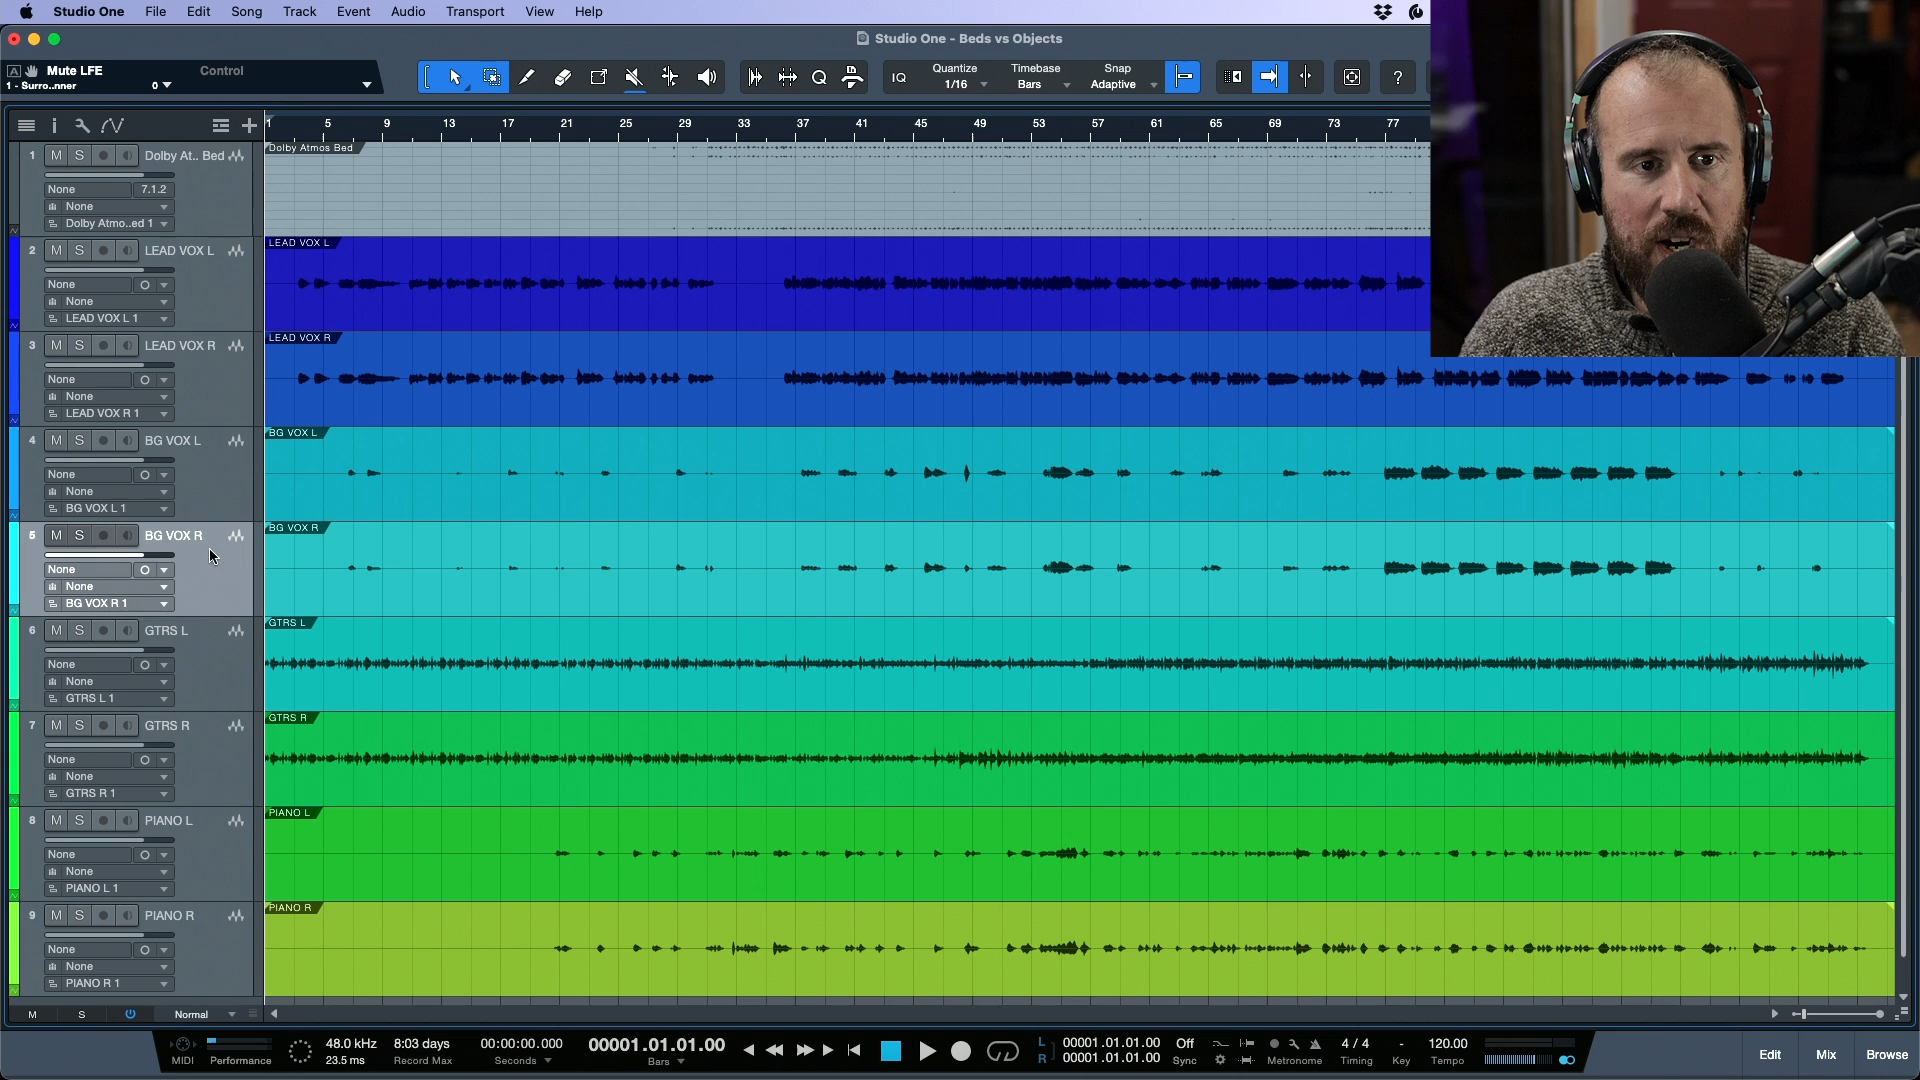 Studio One File Edit Song Track Event Audio Transport View Help
Studio One - Beds vs Objects
Mute LFE Control
1 - Surro..nner 0
IQ Quantize Timebase Snap
1/16 Bars Adaptive ?
1 5 9 13 17 21 25 29 33 37 41 45 49 53 57 61 65 69 73 77
1 M S Dolby At.. Bed
None 7.1.2
None
Dolby Atmo..ed 1
Dolby Atmos Bed
2 M S LEAD VOX L
None
None
LEAD VOX L 1
LEAD VOX L
3 M S LEAD VOX R
None
None
LEAD VOX R 1
LEAD VOX R
4 M S BG VOX L
None
None
BG VOX L 1
BG VOX L
5 M S BG VOX R
None
None
BG VOX R 1
BG VOX R
6 M S GTRS L
None
None
GTRS L 1
GTRS L
7 M S GTRS R
None
None
GTRS R 1
GTRS R
8 M S PIANO L
None
None
PIANO L 1
PIANO L
9 M S PIANO R
None
None
PIANO R 1
PIANO R
M S Normal
MIDI Performance
48.0 kHz
23.5 ms
8:03 days
Record Max
00:00:00.000
Seconds
00001.01.01.00
Bars
L 00001.01.01.00
R 00001.01.01.00
Off
Sync
Metronome
4 / 4
Timing
-
Key
120.00
Tempo
Edit Mix Browse